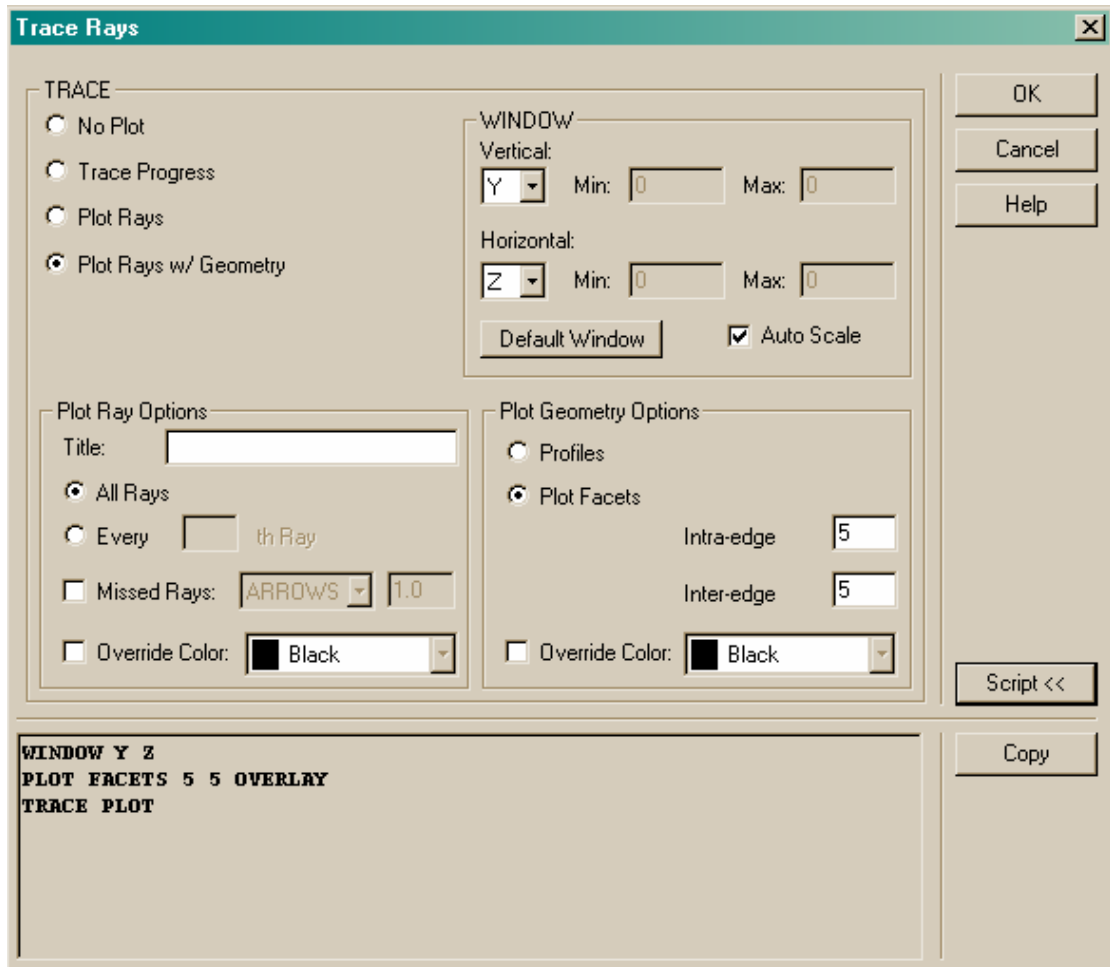 Trace Rays
TRACE
No Plot
Trace Progress
Plot Rays
Plot Rays w/ Geometry
WINDOW
Vertical:
Y Min: 0 Max: 0
Horizontal:
Z Min: 0 Max: 0
Default Window Auto Scale
Plot Ray Options
Title:
All Rays
Every th Ray
Missed Rays: ARROWS 1.0
Override Color: Black
Plot Geometry Options
Profiles
Plot Facets
Intra-edge 5
Inter-edge 5
Override Color: Black
OK
Cancel
Help
Script <<
WINDOW Y Z
PLOT FACETS 5 5 OVERLAY
TRACE PLOT
Copy